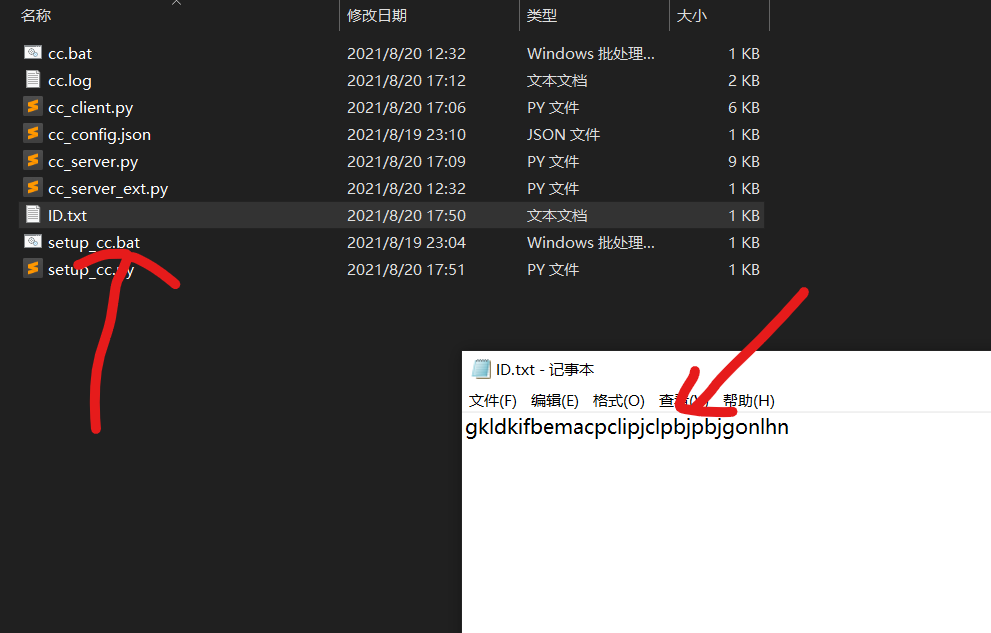 名称 修改日期 类型 大小
cc.bat 2021/8/20 12:32 Windows 批处理... 1 KB
cc.log 2021/8/20 17:12 文本文档 2 KB
cc_client.py 2021/8/20 17:06 PY 文件 6 KB
cc_config.json 2021/8/19 23:10 JSON 文件 1 KB
cc_server.py 2021/8/20 17:09 PY 文件 9 KB
cc_server_ext.py 2021/8/20 12:32 PY 文件 1 KB
ID.txt 2021/8/20 17:50 文本文档 1 KB
setup_cc.bat 2021/8/19 23:04 Windows 批处理... 1 KB
setup_cc.py 2021/8/20 17:51 PY 文件 1 KB
ID.txt - 记事本
文件(F) 编辑(E) 格式(O) 查看(V) 帮助(H)
gkldkifbemacpclipjclpbjpbjgonlhn